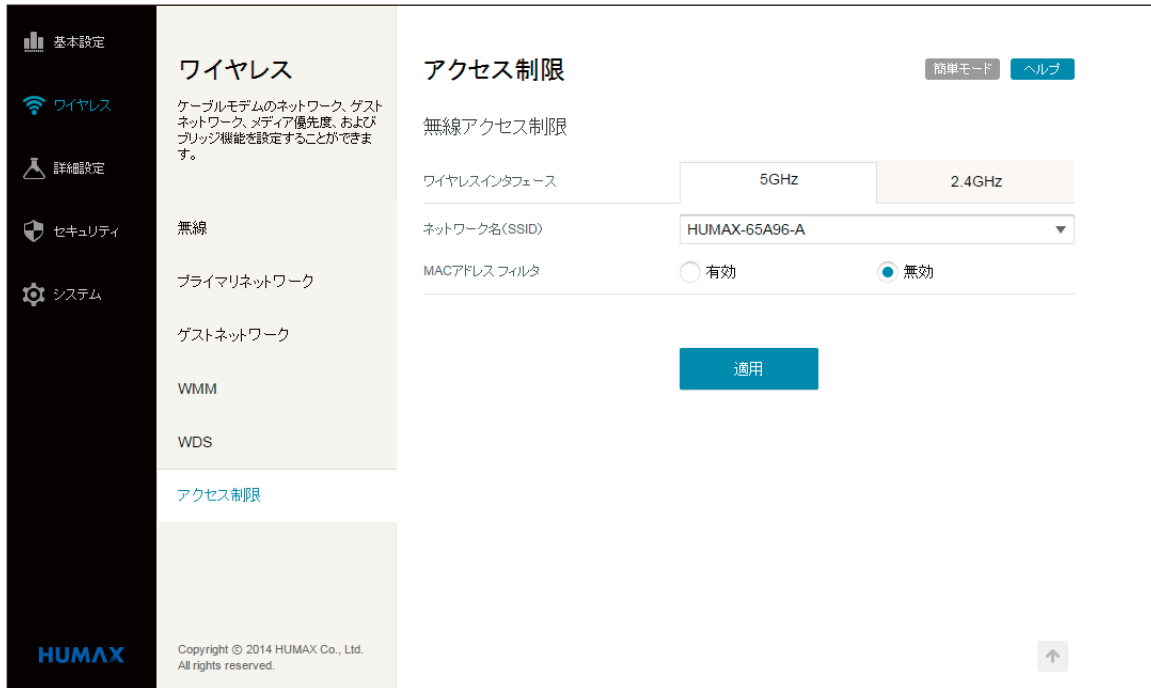 基本設定
ワイヤレス
詳細設定
セキュリティ
システム
HUMAX
ワイヤレス
ケーブルモデムのネットワーク、ゲスト
ネットワーク、メディア優先度、および
ブリッジ機能を設定することができま
す。
無線
プライマリネットワーク
ゲストネットワーク
WMM
WDS
アクセス制限
Copyright © 2014 HUMAX Co., Ltd.
All rights reserved.
アクセス制限
簡単モード ヘルプ
無線アクセス制限
ワイヤレスインタフェース 5GHz 2.4GHz
ネットワーク名(SSID) HUMAX-65A96-A
MACアドレス フィルタ 有効 無効
適用